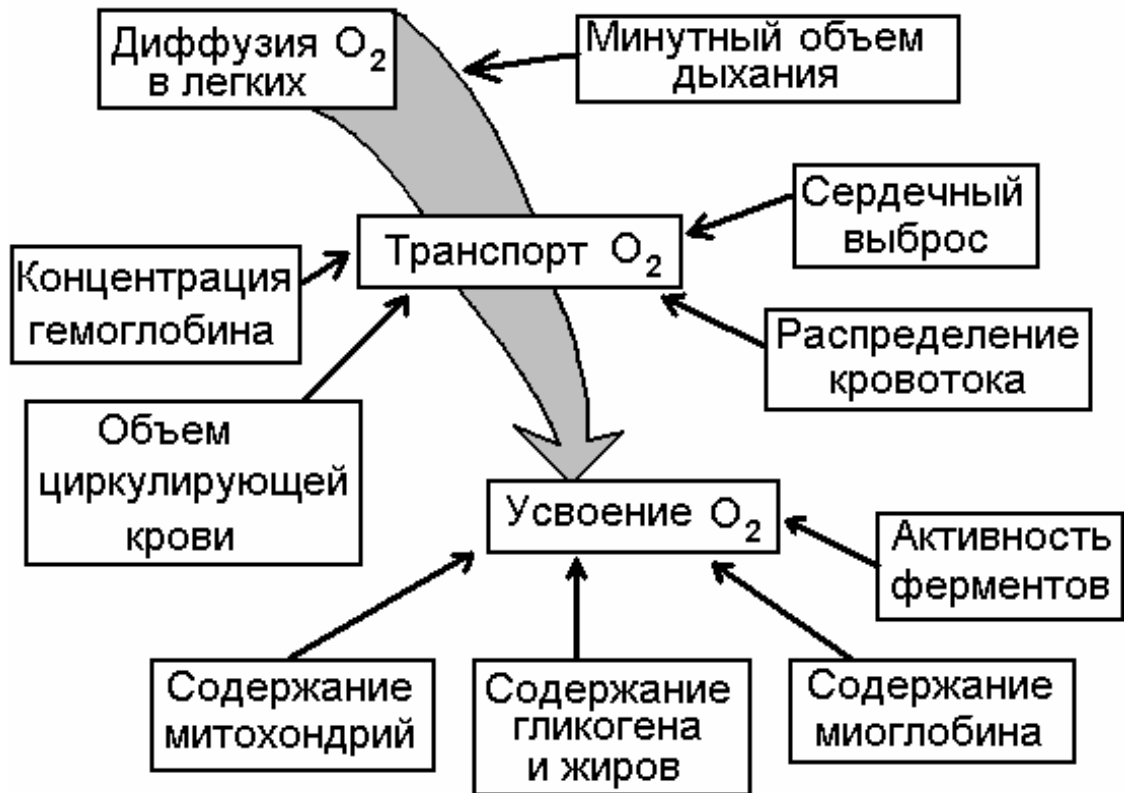 Диффузия O2
в легких
Минутный объем
дыхания
Сердечный
выброс
Транспорт O2
Концентрация
гемоглобина
Распределение
кровотока
Объем
циркулирующей
крови
Усвоение O2
Активность
ферментов
Содержание
митохондрий
Содержание
гликогена
и жиров
Содержание
миоглобина